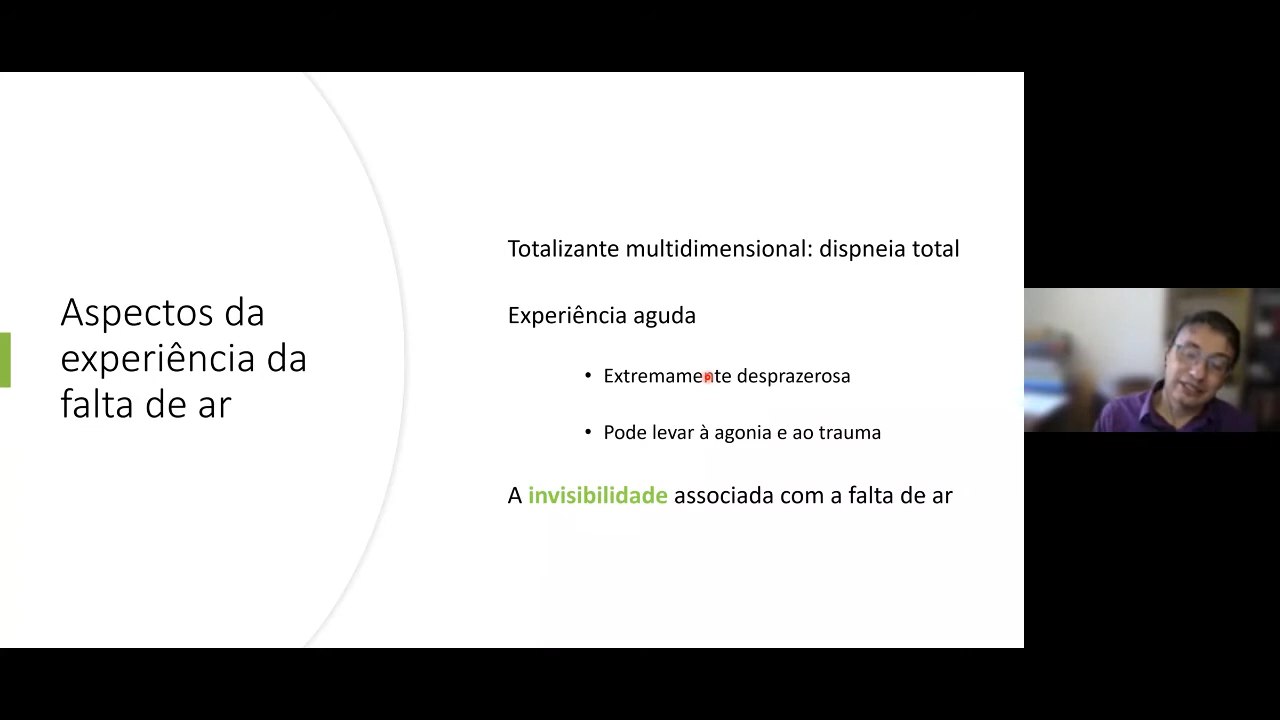 Aspectos da
experiência da
falta de ar
Totalizante multidimensional: dispneia total
Experiência aguda
• Extremamente desprazerosa
• Pode levar à agonia e ao trauma
A invisibilidade associada com a falta de ar